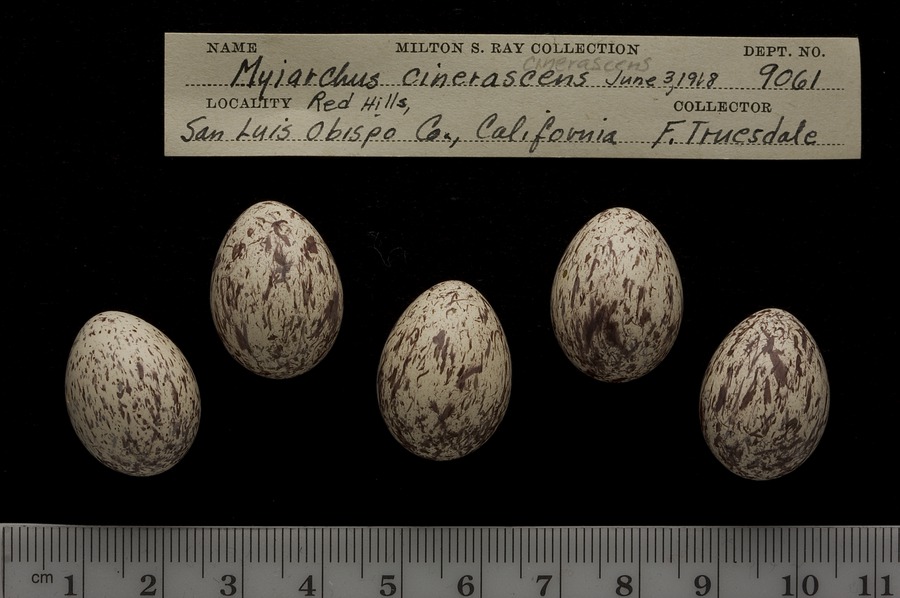 NAME MILTON S. RAY COLLECTION DEPT. NO.
cinerascens
Myiarchus cinerascens June 3, 1918 9061
LOCALITY Red Hills, COLLECTOR
San Luis Obispo Co., California F. Truesdale
cm 1 2 3 4 5 6 7 8 9 10 11